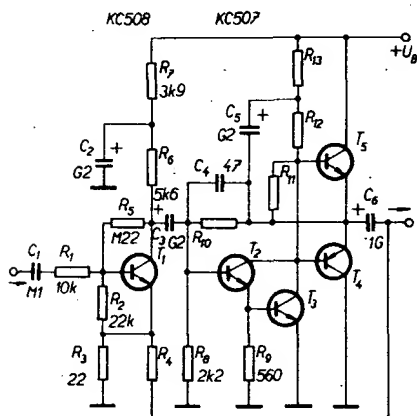 KC508 KC507
+UB
R7
3k9
R13
C2 +
G2
C5 +
G2
R12
R6
5k6
C4 47
T5
R5
M22
+
C3
G2
R10
R11
C6
+
1G
C1
M1
R1
10k
T1
T2
T3
T4
R2
22k
R3
22
R4
R8
2k2
R9
560